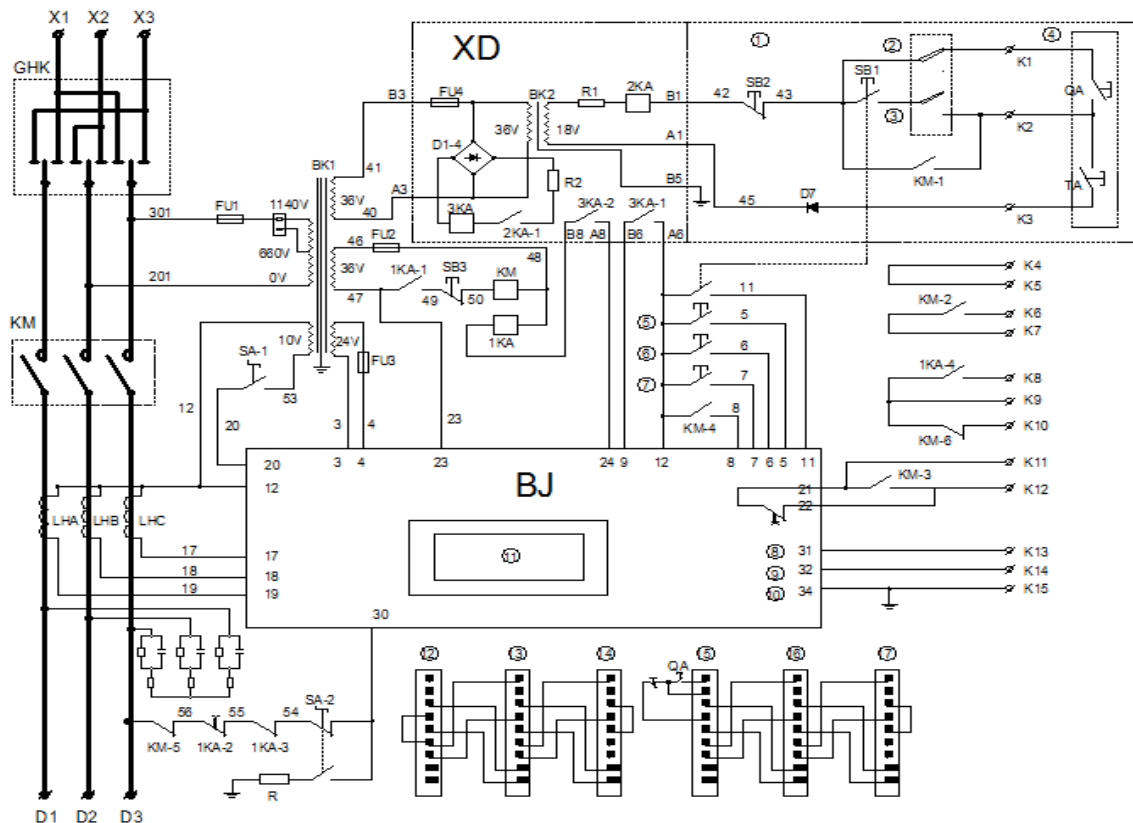 X1 X2 X3
GHK
XD
①
②
③
④
SB1
SB2
42
43
K1
K2
K3
QA
TA
KM-1
D7
45
B3
FU4
BK2
R1
2KA
B1
A1
B5
36V
18V
D1-4
R2
3KA
2KA-1
3KA-2
3KA-1
B8 A8
B6 A6
A3
41
40
BK1
36V
301
FU1
1140V
660V
0V
201
46
FU2
36V
47
48
1KA-1
SB3
KM
49
50
1KA
KM
10V
24V
FU3
SA-1
53
12
20
3
4
23
11
⑤
5
⑥
6
⑦
7
KM-4
8
K4
K5
KM-2
K6
K7
1KA-4
K8
K9
K10
KM-6
20
3 4 23 24 9 12 8 7 6 5 11
12
BJ
21
22
KM-3
K11
K12
LHA LHB LHC
17
18
19
17
18
19
⑪
⑧ 31
⑨ 32
⑩ 34
K13
K14
K15
30
⑫ ⑬ ⑭ ⑮ ⑯ ⑰
QA
SA-2
56 55 54
KM-5 1KA-2 1KA-3
R
D1 D2 D3